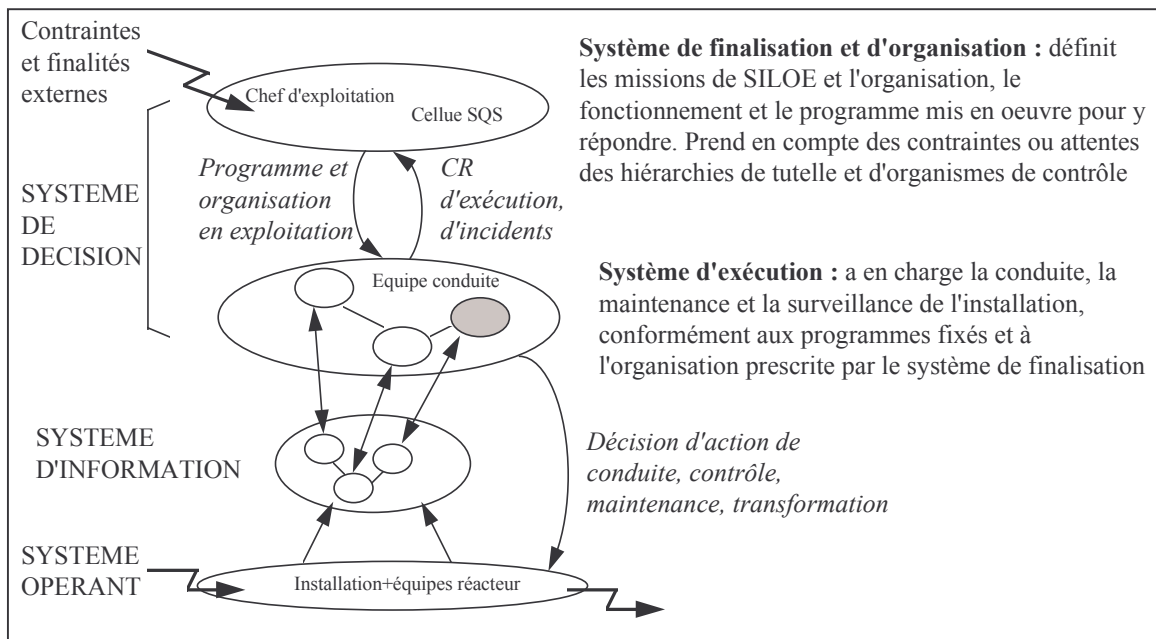 Contraintes
et finalités
externes
Chef d'exploitation
Cellue SQS
Système de finalisation et d'organisation : définit
les missions de SILOE et l'organisation, le
fonctionnement et le programme mis en oeuvre pour y
répondre. Prend en compte des contraintes ou attentes
des hiérarchies de tutelle et d'organismes de contrôle
SYSTEME
DE
DECISION
Programme et
organisation
en exploitation
CR
d'exécution,
d'incidents
Equipe conduite
Système d'exécution : a en charge la conduite, la
maintenance et la surveillance de l'installation,
conformément aux programmes fixés et à
l'organisation prescrite par le système de finalisation
SYSTEME
D'INFORMATION
Décision d'action de
conduite, contrôle,
maintenance, transformation
SYSTEME
OPERANT
Installation+équipes réacteur